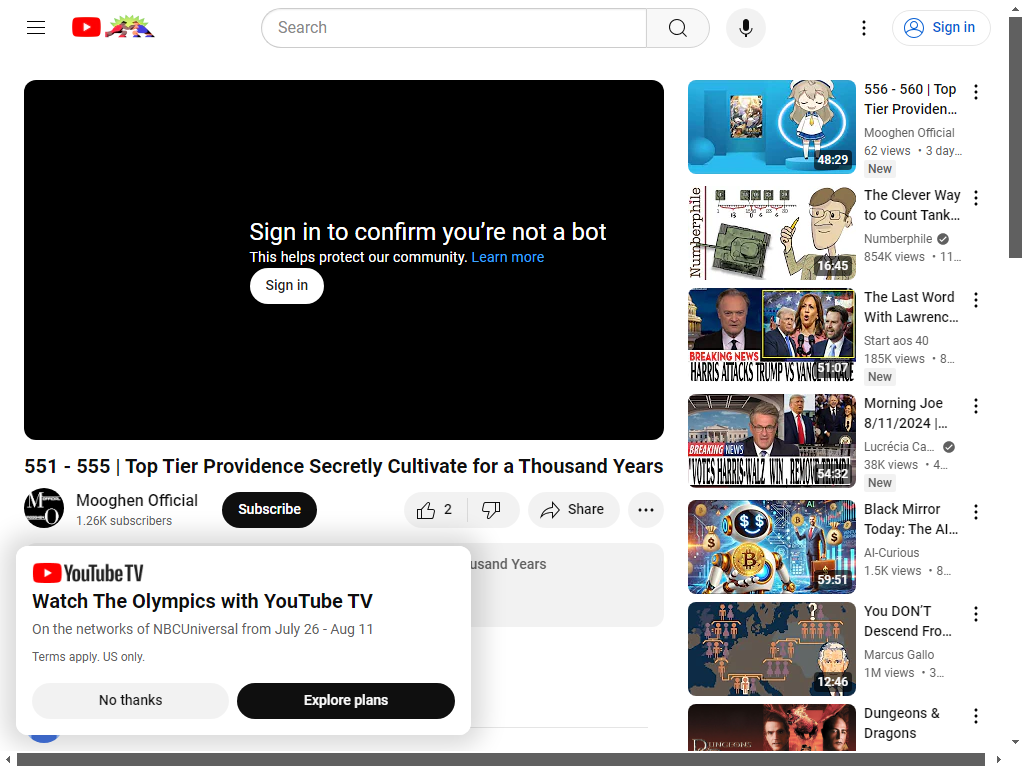 Search
Sign in
Sign in to confirm you're not a bot
This helps protect our community. Learn more
Sign in
551 - 555 | Top Tier Providence Secretly Cultivate for a Thousand Years
Mooghen Official
1.26K subscribers
Subscribe
2
Share
usand Years
YouTube TV
Watch The Olympics with YouTube TV
On the networks of NBCUniversal from July 26 - Aug 11
Terms apply. US only.
No thanks
Explore plans
48:29
556 - 560 | Top
Tier Providen...
Mooghen Official
62 views • 3 day...
New
Numberphile
16:45
The Clever Way
to Count Tank...
Numberphile
854K views • 11...
BREAKING NEWS
HARRIS ATTACKS TRUMP VS VANCE IN RACE
51:07
The Last Word
With Lawrenc...
Start aos 40
185K views • 8...
New
BREAKING NEWS
VOTES HARRIS-WALZ WIN, REMOVE TRUMP
54:32
Morning Joe
8/11/2024 |...
Lucrécia Ca...
38K views • 4...
New
AI
59:51
Black Mirror
Today: The AI...
AI-Curious
1.5K views • 8...
?
12:46
You DON'T
Descend Fro...
Marcus Gallo
1M views • 3...
DUNGEONS
Dungeons &
Dragons